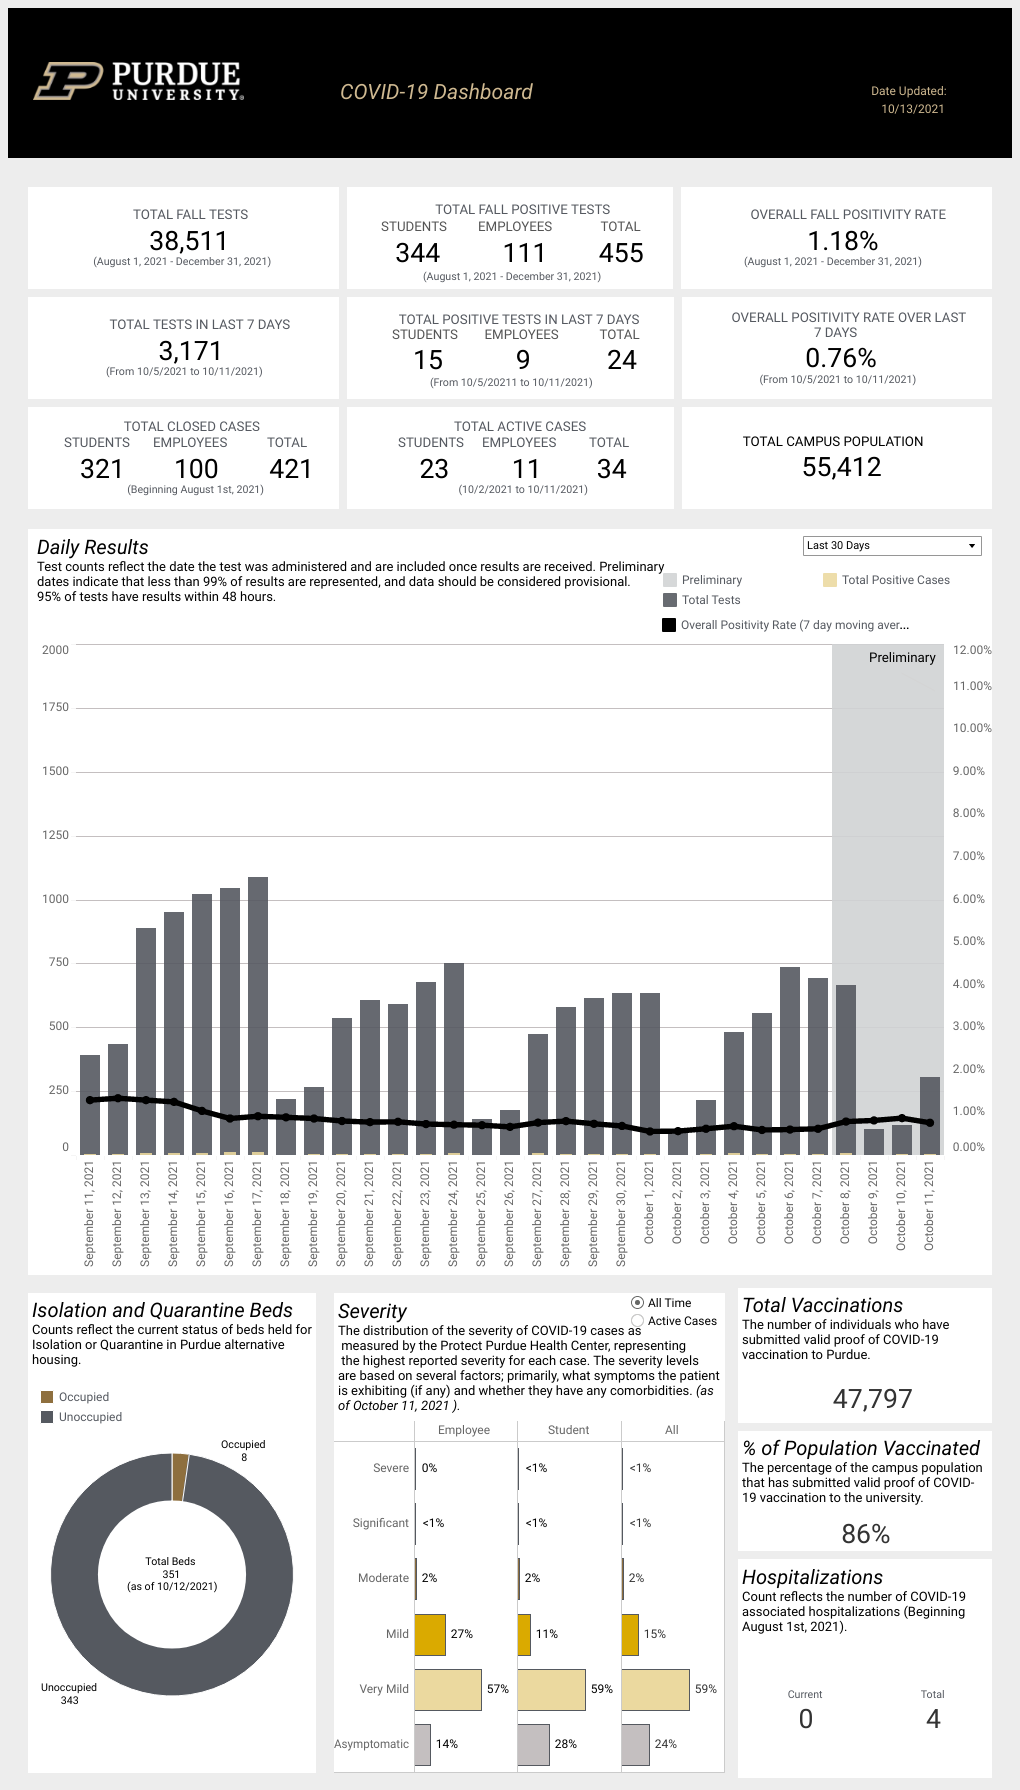 PURDUE
UNIVERSITY®
COVID-19 Dashboard
Date Updated:
10/13/2021
TOTAL FALL TESTS
38,511
(August 1, 2021 - December 31, 2021)
TOTAL FALL POSITIVE TESTS
STUDENTS EMPLOYEES TOTAL
344 111 455
(August 1, 2021 - December 31, 2021)
OVERALL FALL POSITIVITY RATE
1.18%
(August 1, 2021 - December 31, 2021)
TOTAL TESTS IN LAST 7 DAYS
3,171
(From 10/5/2021 to 10/11/2021)
TOTAL POSITIVE TESTS IN LAST 7 DAYS
STUDENTS EMPLOYEES TOTAL
15 9 24
(From 10/5/20211 to 10/11/2021)
OVERALL POSITIVITY RATE OVER LAST
7 DAYS
0.76%
(From 10/5/2021 to 10/11/2021)
TOTAL CLOSED CASES
STUDENTS EMPLOYEES TOTAL
321 100 421
(Beginning August 1st, 2021)
TOTAL ACTIVE CASES
STUDENTS EMPLOYEES TOTAL
23 11 34
(10/2/2021 to 10/11/2021)
TOTAL CAMPUS POPULATION
55,412
Daily Results
Test counts reflect the date the test was administered and are included once results are received. Preliminary
dates indicate that less than 99% of results are represented, and data should be considered provisional.
95% of tests have results within 48 hours.
Last 30 Days
Preliminary
Total Positive Cases
Total Tests
Overall Positivity Rate (7 day moving aver...
Preliminary
2000
1750
1500
1250
1000
750
500
250
0
12.00%
11.00%
10.00%
9.00%
8.00%
7.00%
6.00%
5.00%
4.00%
3.00%
2.00%
1.00%
0.00%
September 11, 2021
September 12, 2021
September 13, 2021
September 14, 2021
September 15, 2021
September 16, 2021
September 17, 2021
September 18, 2021
September 19, 2021
September 20, 2021
September 21, 2021
September 22, 2021
September 23, 2021
September 24, 2021
September 25, 2021
September 26, 2021
September 27, 2021
September 28, 2021
September 29, 2021
September 30, 2021
October 1, 2021
October 2, 2021
October 3, 2021
October 4, 2021
October 5, 2021
October 6, 2021
October 7, 2021
October 8, 2021
October 9, 2021
October 10, 2021
October 11, 2021
Isolation and Quarantine Beds
Counts reflect the current status of beds held for
Isolation or Quarantine in Purdue alternative
housing.
Occupied
Unoccupied
Occupied
8
Total Beds
351
(as of 10/12/2021)
Unoccupied
343
Severity
All Time
Active Cases
The distribution of the severity of COVID-19 cases as
measured by the Protect Purdue Health Center, representing
the highest reported severity for each case. The severity levels
are based on several factors; primarily, what symptoms the patient
is exhibiting (if any) and whether they have any comorbidities. (as
of October 11, 2021 ).
Employee Student All
Severe 0% <1% <1%
Significant <1% <1% <1%
Moderate 2% 2% 2%
Mild 27% 11% 15%
Very Mild 57% 59% 59%
Asymptomatic 14% 28% 24%
Total Vaccinations
The number of individuals who have
submitted valid proof of COVID-19
vaccination to Purdue.
47,797
% of Population Vaccinated
The percentage of the campus population
that has submitted valid proof of COVID-
19 vaccination to the university.
86%
Hospitalizations
Count reflects the number of COVID-19
associated hospitalizations (Beginning
August 1st, 2021).
Current Total
0 4